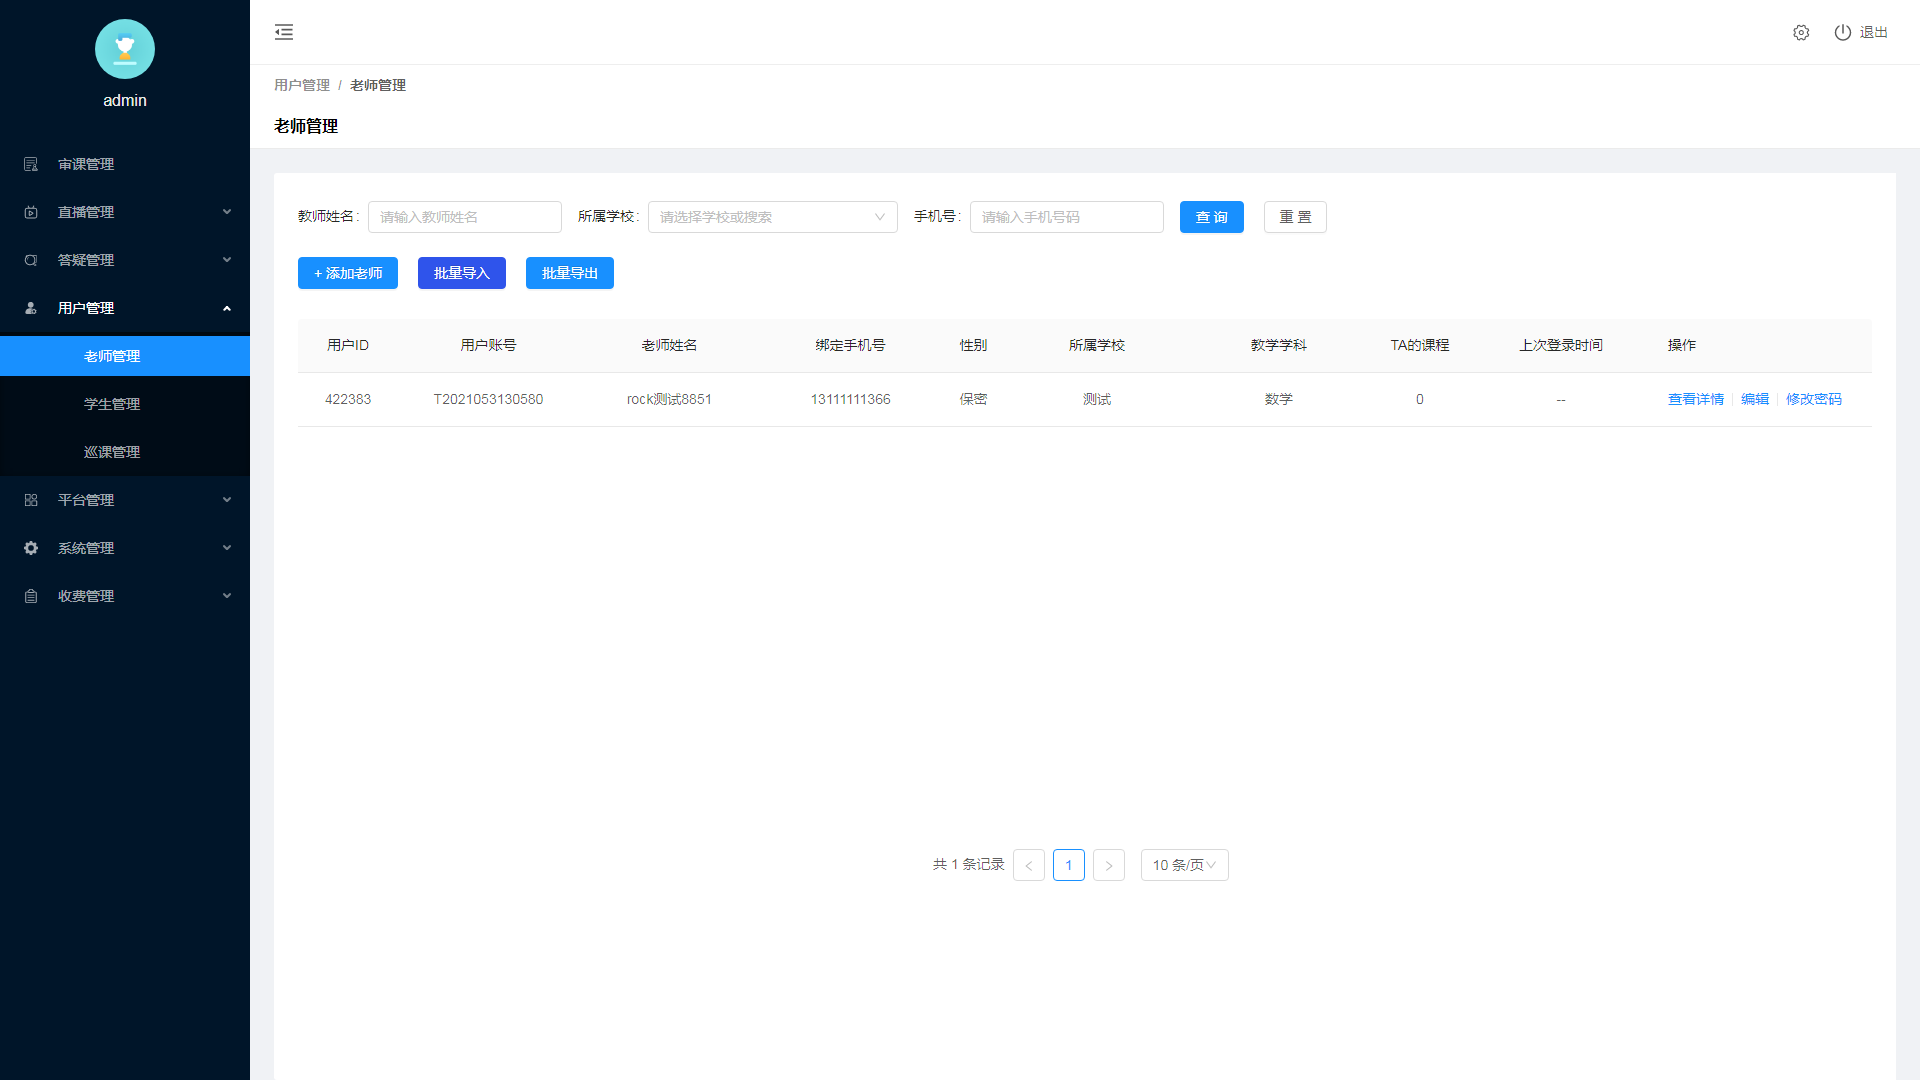 admin
审课管理
直播管理
答疑管理
用户管理
老师管理
学生管理
巡课管理
平台管理
系统管理
收费管理
退出
用户管理 / 老师管理
老师管理
教师姓名: 请输入教师姓名 所属学校: 请选择学校或搜索 手机号: 请输入手机号码 查 询 重 置
+ 添加老师 批量导入 批量导出
用户ID 用户账号 老师姓名 绑定手机号 性别 所属学校 教学学科 TA的课程 上次登录时间 操作
422383 T2021053130580 rock测试8851 13111111366 保密 测试 数学 0 -- 查看详情 编辑 修改密码
共 1 条记录 < 1 > 10 条/页